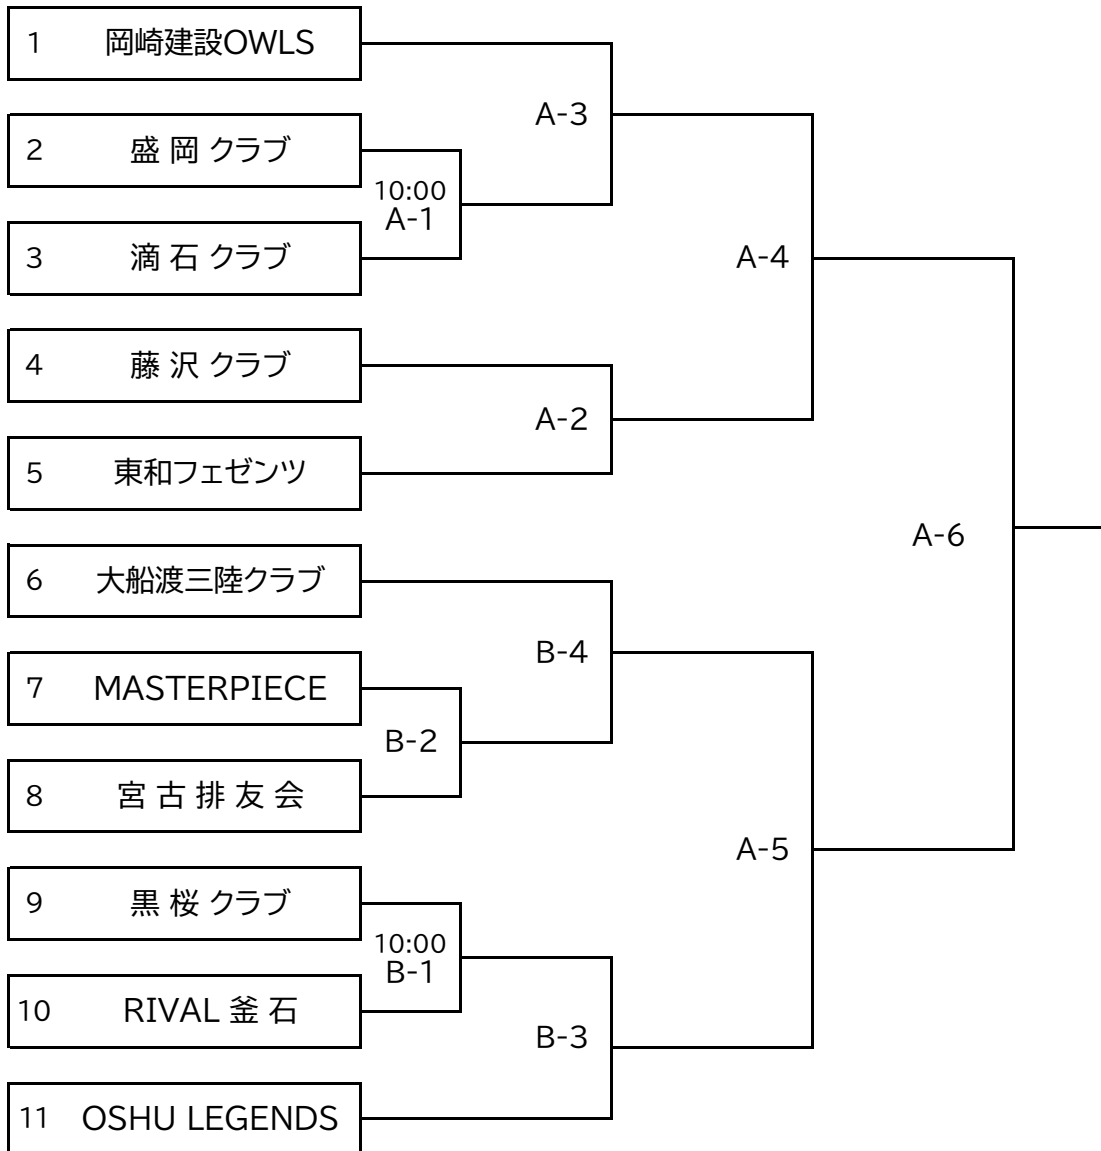 1 岡崎建設OWLS
A-3
2 盛 岡 クラブ
10:00
A-1
3 滴 石 クラブ
A-4
4 藤 沢 クラブ
A-2
5 東和フェゼンツ
A-6
6 大船渡三陸クラブ
B-4
7 MASTERPIECE
B-2
8 宮 古 排 友 会
A-5
9 黒 桜 クラブ
10:00
B-1
10 RIVAL 釜 石
B-3
11 OSHU LEGENDS